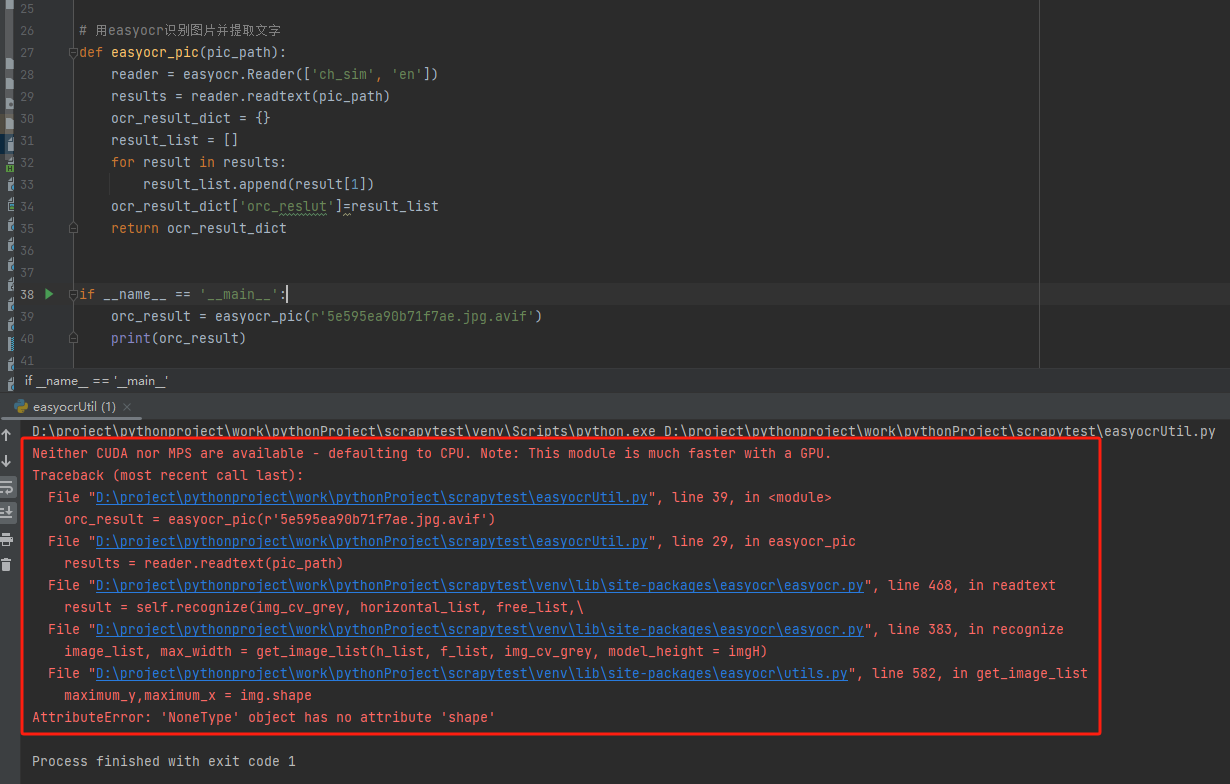 25
26 # 用easyocr识别图片并提取文字
27 def easyocr_pic(pic_path):
28 reader = easyocr.Reader(['ch_sim', 'en'])
29 results = reader.readtext(pic_path)
30 ocr_result_dict = {}
31 result_list = []
32 for result in results:
33 result_list.append(result[1])
34 ocr_result_dict['orc_reslut']=result_list
35 return ocr_result_dict
36
37
38 if __name__ == '__main__':
39 orc_result = easyocr_pic(r'5e595ea90b71f7ae.jpg.avif')
40 print(orc_result)
41
if __name__ == '__main__'
easyocrUtil (1)
D:\project\pythonproject\work\pythonProject\scrapytest\venv\Scripts\python.exe D:\project\pythonproject\work\pythonProject\scrapytest\easyocrUtil.py
Neither CUDA nor MPS are available - defaulting to CPU. Note: This module is much faster with a GPU.
Traceback (most recent call last):
File "D:\project\pythonproject\work\pythonProject\scrapytest\easyocrUtil.py", line 39, in <module>
orc_result = easyocr_pic(r'5e595ea90b71f7ae.jpg.avif')
File "D:\project\pythonproject\work\pythonProject\scrapytest\easyocrUtil.py", line 29, in easyocr_pic
results = reader.readtext(pic_path)
File "D:\project\pythonproject\work\pythonProject\scrapytest\venv\lib\site-packages\easyocr\easyocr.py", line 468, in readtext
result = self.recognize(img_cv_grey, horizontal_list, free_list,\
File "D:\project\pythonproject\work\pythonProject\scrapytest\venv\lib\site-packages\easyocr\easyocr.py", line 383, in recognize
image_list, max_width = get_image_list(h_list, f_list, img_cv_grey, model_height = imgH)
File "D:\project\pythonproject\work\pythonProject\scrapytest\venv\lib\site-packages\easyocr\utils.py", line 582, in get_image_list
maximum_y,maximum_x = img.shape
AttributeError: 'NoneType' object has no attribute 'shape'
Process finished with exit code 1